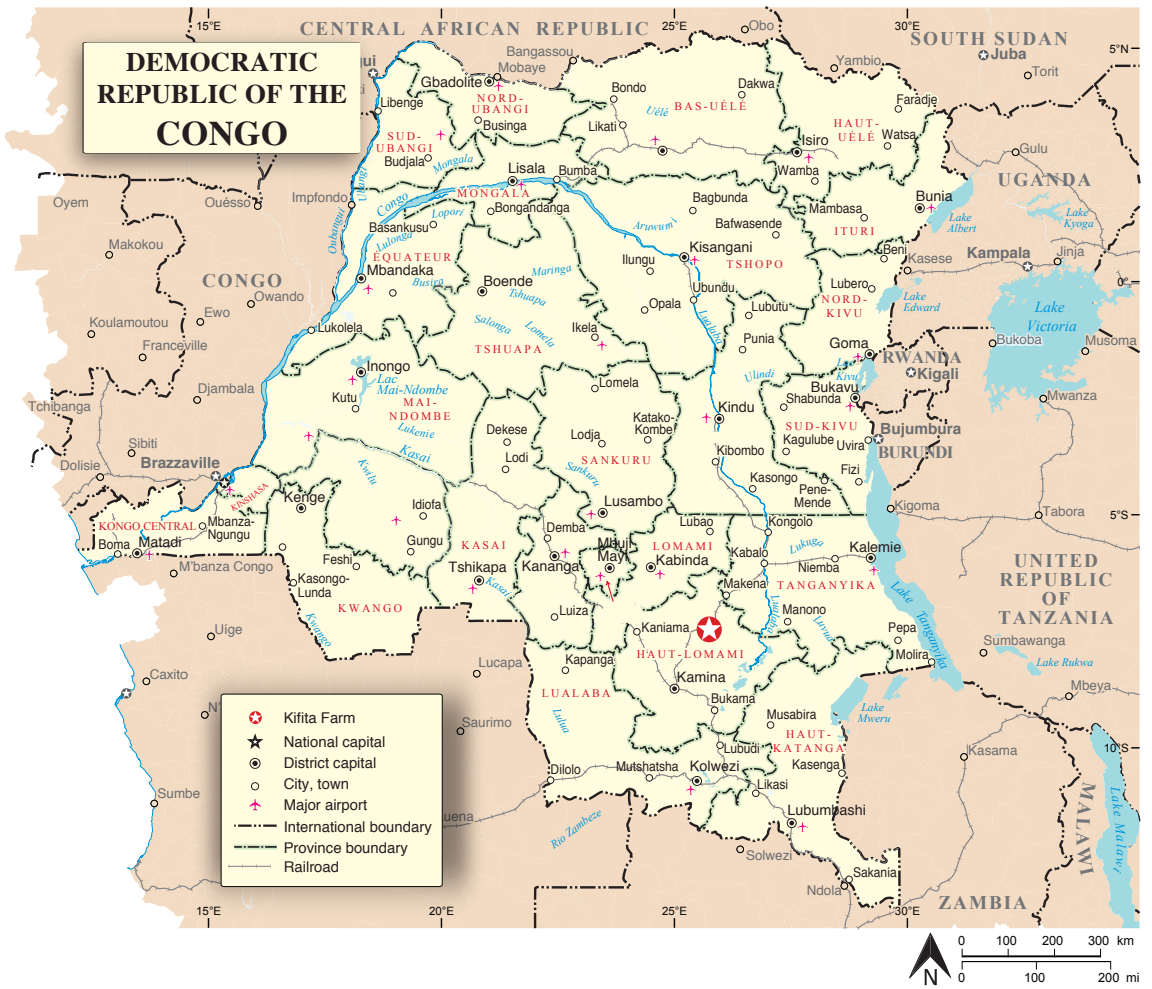 15°E
20°E
25°E
30°E
CENTRAL AFRICAN REPUBLIC
Obo
SOUTH SUDAN
5°N
Juba
Torit
Yambio
Bangassou
Mobaye
DEMOCRATIC
REPUBLIC OF THE
CONGO
gui
Gbadolite
NORD-
UBANGI
Businga
Libenge
SUD-
UBANGI
Budjala
Mongala
Bondo
Likati
Uélé
BAS-UÉLÉ
Dakwa
Faradje
HAUT-
UÉLÉ
Watsa
Isiro
Wamba
Gulu
UGANDA
Oyem
Ouésso
Impfondo
Oubangui
Ubangi
Lisala
Bumba
MONGALA
Congo
Lopori
Bongandanga
Basankusu
Lulonga
Bagbunda
Bafwasende
Aruwimi
Mambasa
ITURI
Bunia
Lake
Albert
Lake
Kyoga
Makokou
CONGO
ÉQUATEUR
Mbandaka
Busira
Boende
Maringa
Tshuapa
Ilungu
Kisangani
TSHOPO
Beni
Kasese
Kampala
Jinja
Ubundu
Lubero
NORD-
KIVU
Lake
Edward
0°
Lake
Victoria
Owando
Ewo
Koulamoutou
Franceville
Lukolela
Salonga
Lomela
TSHUAPA
Ikela
Opala
Lualaba
Lubutu
Punia
Goma
Bukoba
Musoma
RWANDA
Kigali
Inongo
Lac
Mai-Ndombe
Kutu
MAI-
NDOMBE
Lukenie
Kasai
Lomela
Ulindi
Kivu
Bukavu
Shabunda
Mwanza
Djambala
Tchibanga
Sibiti
Dolisie
Brazzaville
Dekese
Lodi
Lodja
Katako-
Kombe
SANKURU
Sankuru
Kindu
SUD-KIVU
Kagulube
Uvira
Bujumbura
BURUNDI
Fizi
Kibombo
Kasongo
Pene-
Mende
Kigoma
Tabora
5°S
KINSHASA
Kenge
Kwilu
Idiofa
Lusambo
Demba
Lubao
Kongolo
KONGO CENTRAL
Mbanza-
Ngungu
Boma
Matadi
M'banza Congo
Gungu
Feshi
KASAI
Tshikapa
Kasai
Kananga
Mbuji
Mayi
LOMAMI
Kabinda
Kabalo
Lukuga
Niemba
Kalemie
TANGANYIKA
UNITED
REPUBLIC
OF
TANZANIA
Kasongo-
Lunda
KWANGO
Kwango
Luiza
Makena
Manono
Luvua
Lualaba
Lake
Tanganyika
Pepa
Molira
Sumbawanga
Lake Rukwa
Kaniama
HAUT-LOMAMI
Uíge
Caxito
Lucapa
Kapanga
LUALABA
Kamina
Bukama
Lake
Mweru
Mbeya
N'
Saurimo
Lulua
Musabira
HAUT-
KATANGA
Kasenga
Lubudi
10°S
Kasama
Kifita Farm
National capital
District capital
City, town
Major airport
International boundary
Province boundary
Railroad
Sumbe
uena
Dilolo
Mutshatsha
Kolwezi
Likasi
Lubumbashi
Rio Zambeze
Solwezi
Sakania
Ndola
ZAMBIA
MALAWI
Lake Malawi
15°E
20°E
25°E
30°E
N
0 100 200 300 km
0 100 200 mi